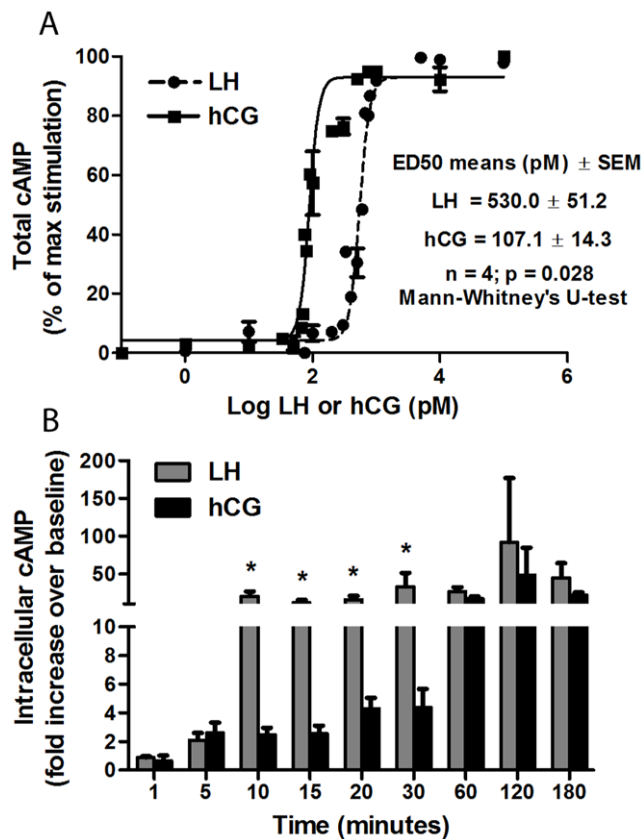 A
Total cAMP
(% of max stimulation)
100
80
60
40
20
0
LH
hCG
ED50 means (pM) ± SEM
LH = 530.0 ± 51.2
hCG = 107.1 ± 14.3
n = 4; p = 0.028
Mann-Whitney's U-test
0 2 4 6
Log LH or hCG (pM)
B
Intracellular cAMP
(fold increase over baseline)
200
150
100
50
10
8
6
4
2
0
LH
hCG
* * * *
1 5 10 15 20 30 60 120 180
Time (minutes)